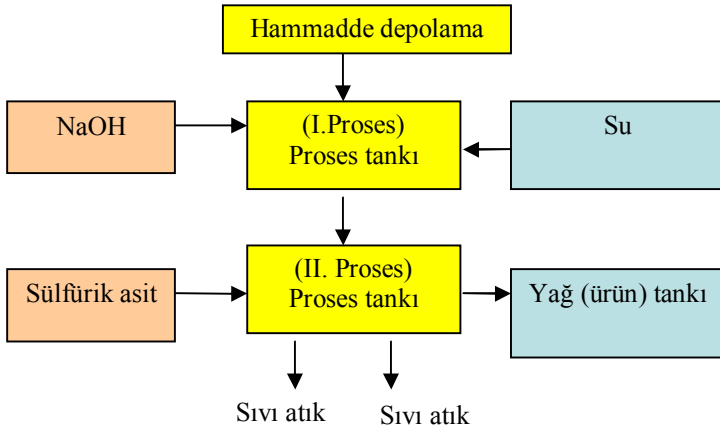 Hammadde depolama
NaOH
(I.Proses)
Proses tankı
Su
Sülfürik asit
(II. Proses)
Proses tankı
Yağ (ürün) tankı
Sıvı atık
Sıvı atık